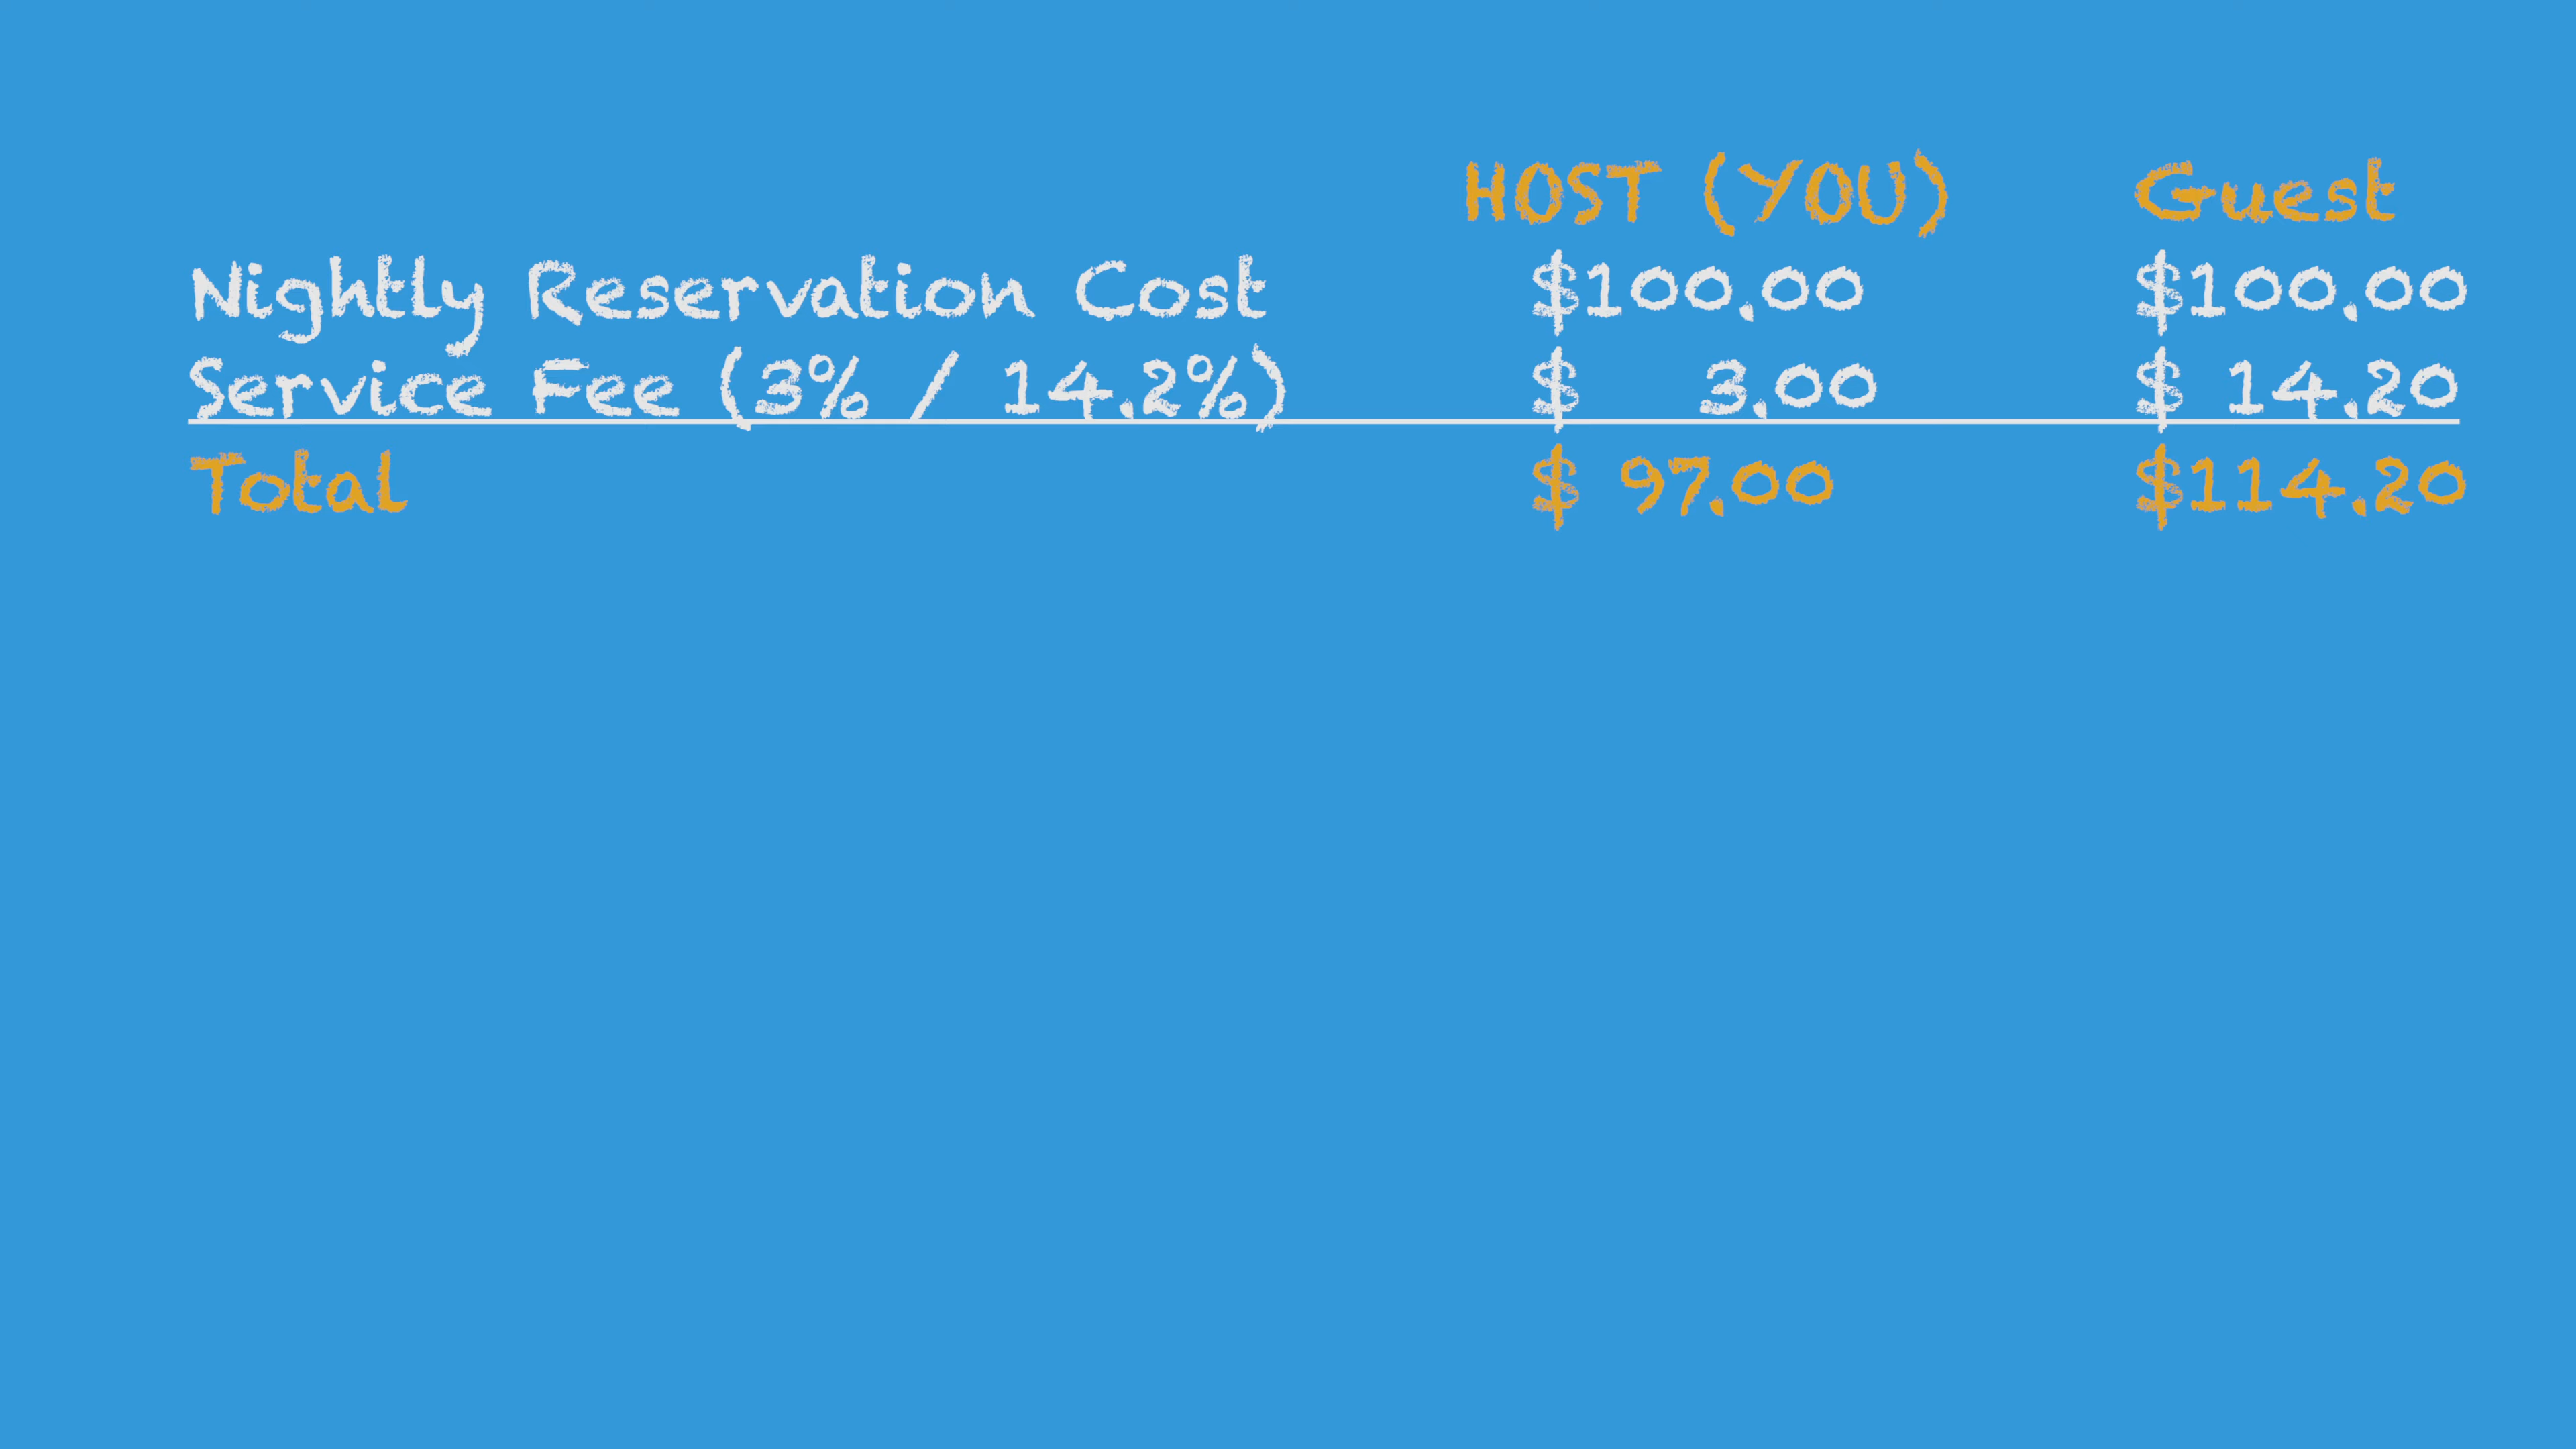 HOST (YOU) Guest
Nightly Reservation Cost $100.00 $100.00
Service Fee (3% / 14.2%) $ 3.00 $ 14.20
Total $ 97.00 $114.20